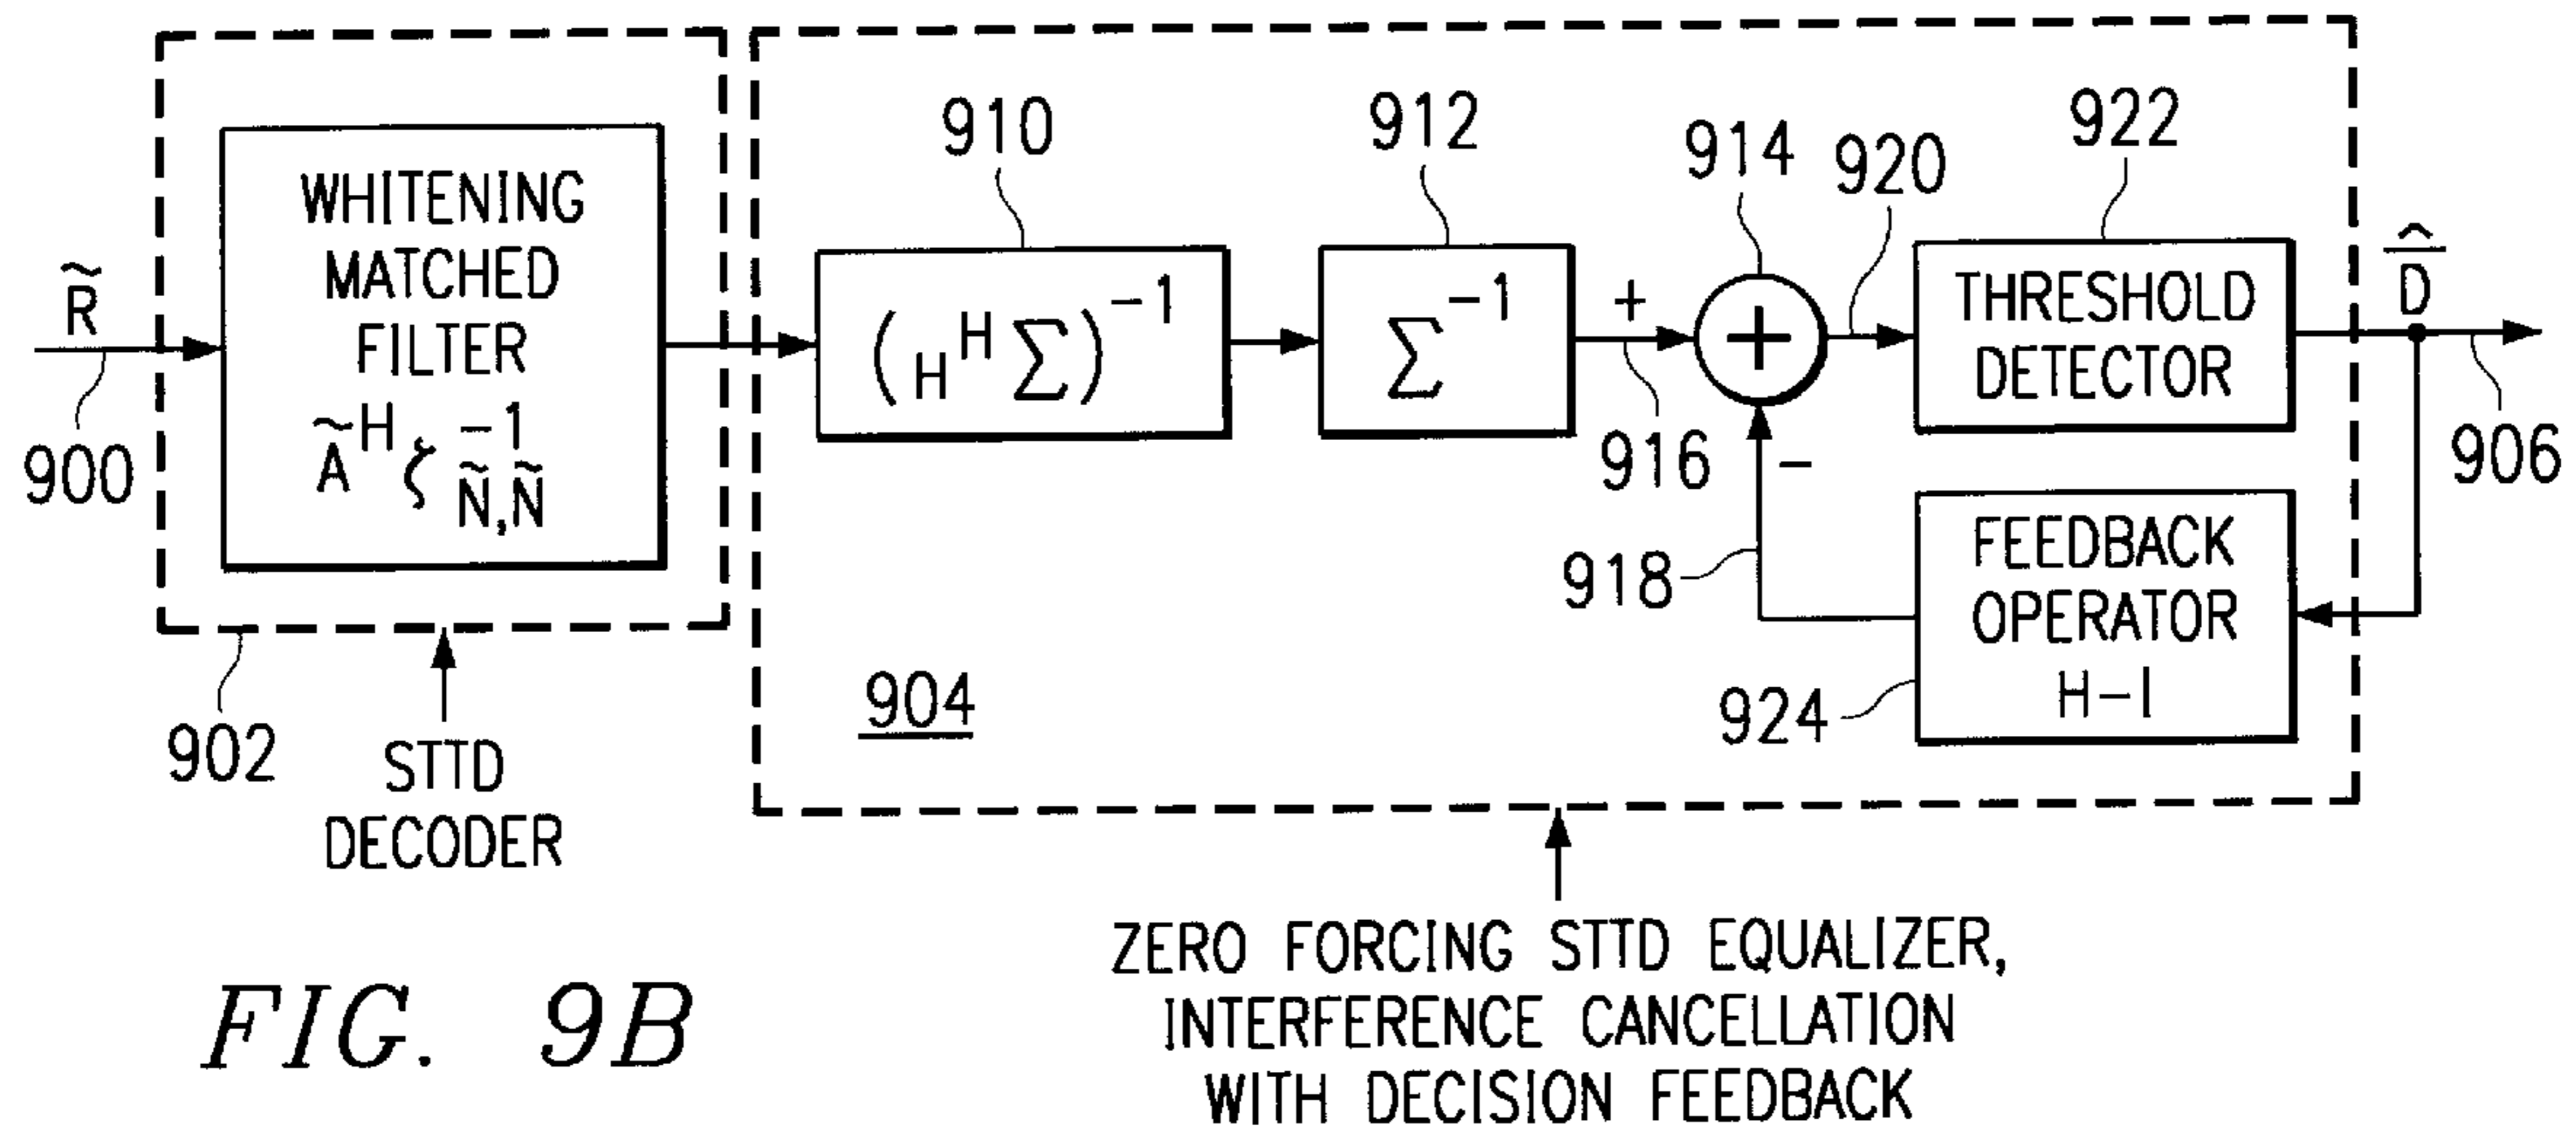 R̃
900
WHITENING
MATCHED
FILTER
Ã^H ζ^-1_Ñ,Ñ
902
STTD
DECODER
910
(H^H Σ)^-1
912
Σ^-1
+
916
914
+
-
918
920
922
THRESHOLD
DETECTOR
D̂
906
FEEDBACK
OPERATOR
H-I
924
904
ZERO FORCING STTD EQUALIZER,
INTERFERENCE CANCELLATION
WITH DECISION FEEDBACK
FIG. 9B